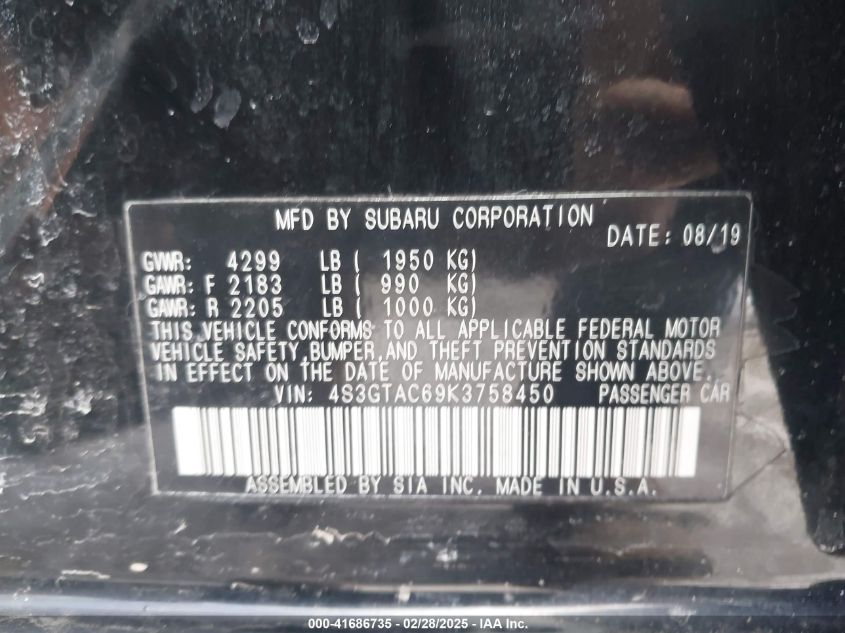 MFD BY SUBARU CORPORATION
DATE: 08/19
GVWR: 4299 LB ( 1950 KG)
GAWR: F 2183 LB ( 990 KG)
GAWR: R 2205 LB ( 1000 KG)
THIS VEHICLE CONFORMS TO ALL APPLICABLE FEDERAL MOTOR
VEHICLE SAFETY,BUMPER,AND THEFT PREVENTION STANDARDS
IN EFFECT ON THE DATE OF MANUFACTURE SHOWN ABOVE.
VIN: 4S3GTAC69K3758450 PASSENGER CAR
ASSEMBLED BY SIA INC. MADE IN U.S.A.
000-41686735 - 02/28/2025 - IAA Inc.